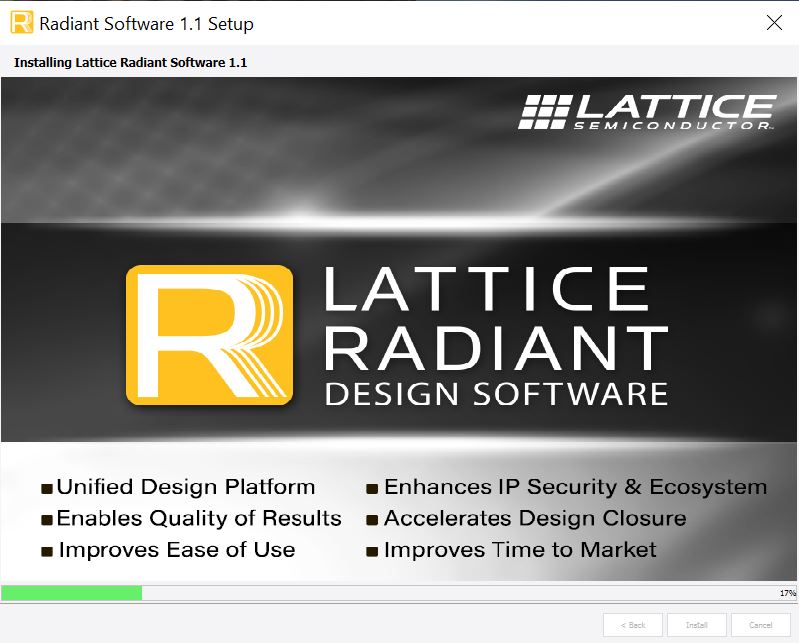 Radiant Software 1.1 Setup
Installing Lattice Radiant Software 1.1
LATTICE
SEMICONDUCTOR™
R
LATTICE
RADIANT
DESIGN SOFTWARE
Unified Design Platform
Enables Quality of Results
Improves Ease of Use
Enhances IP Security & Ecosystem
Accelerates Design Closure
Improves Time to Market
17%
< Back Install Cancel